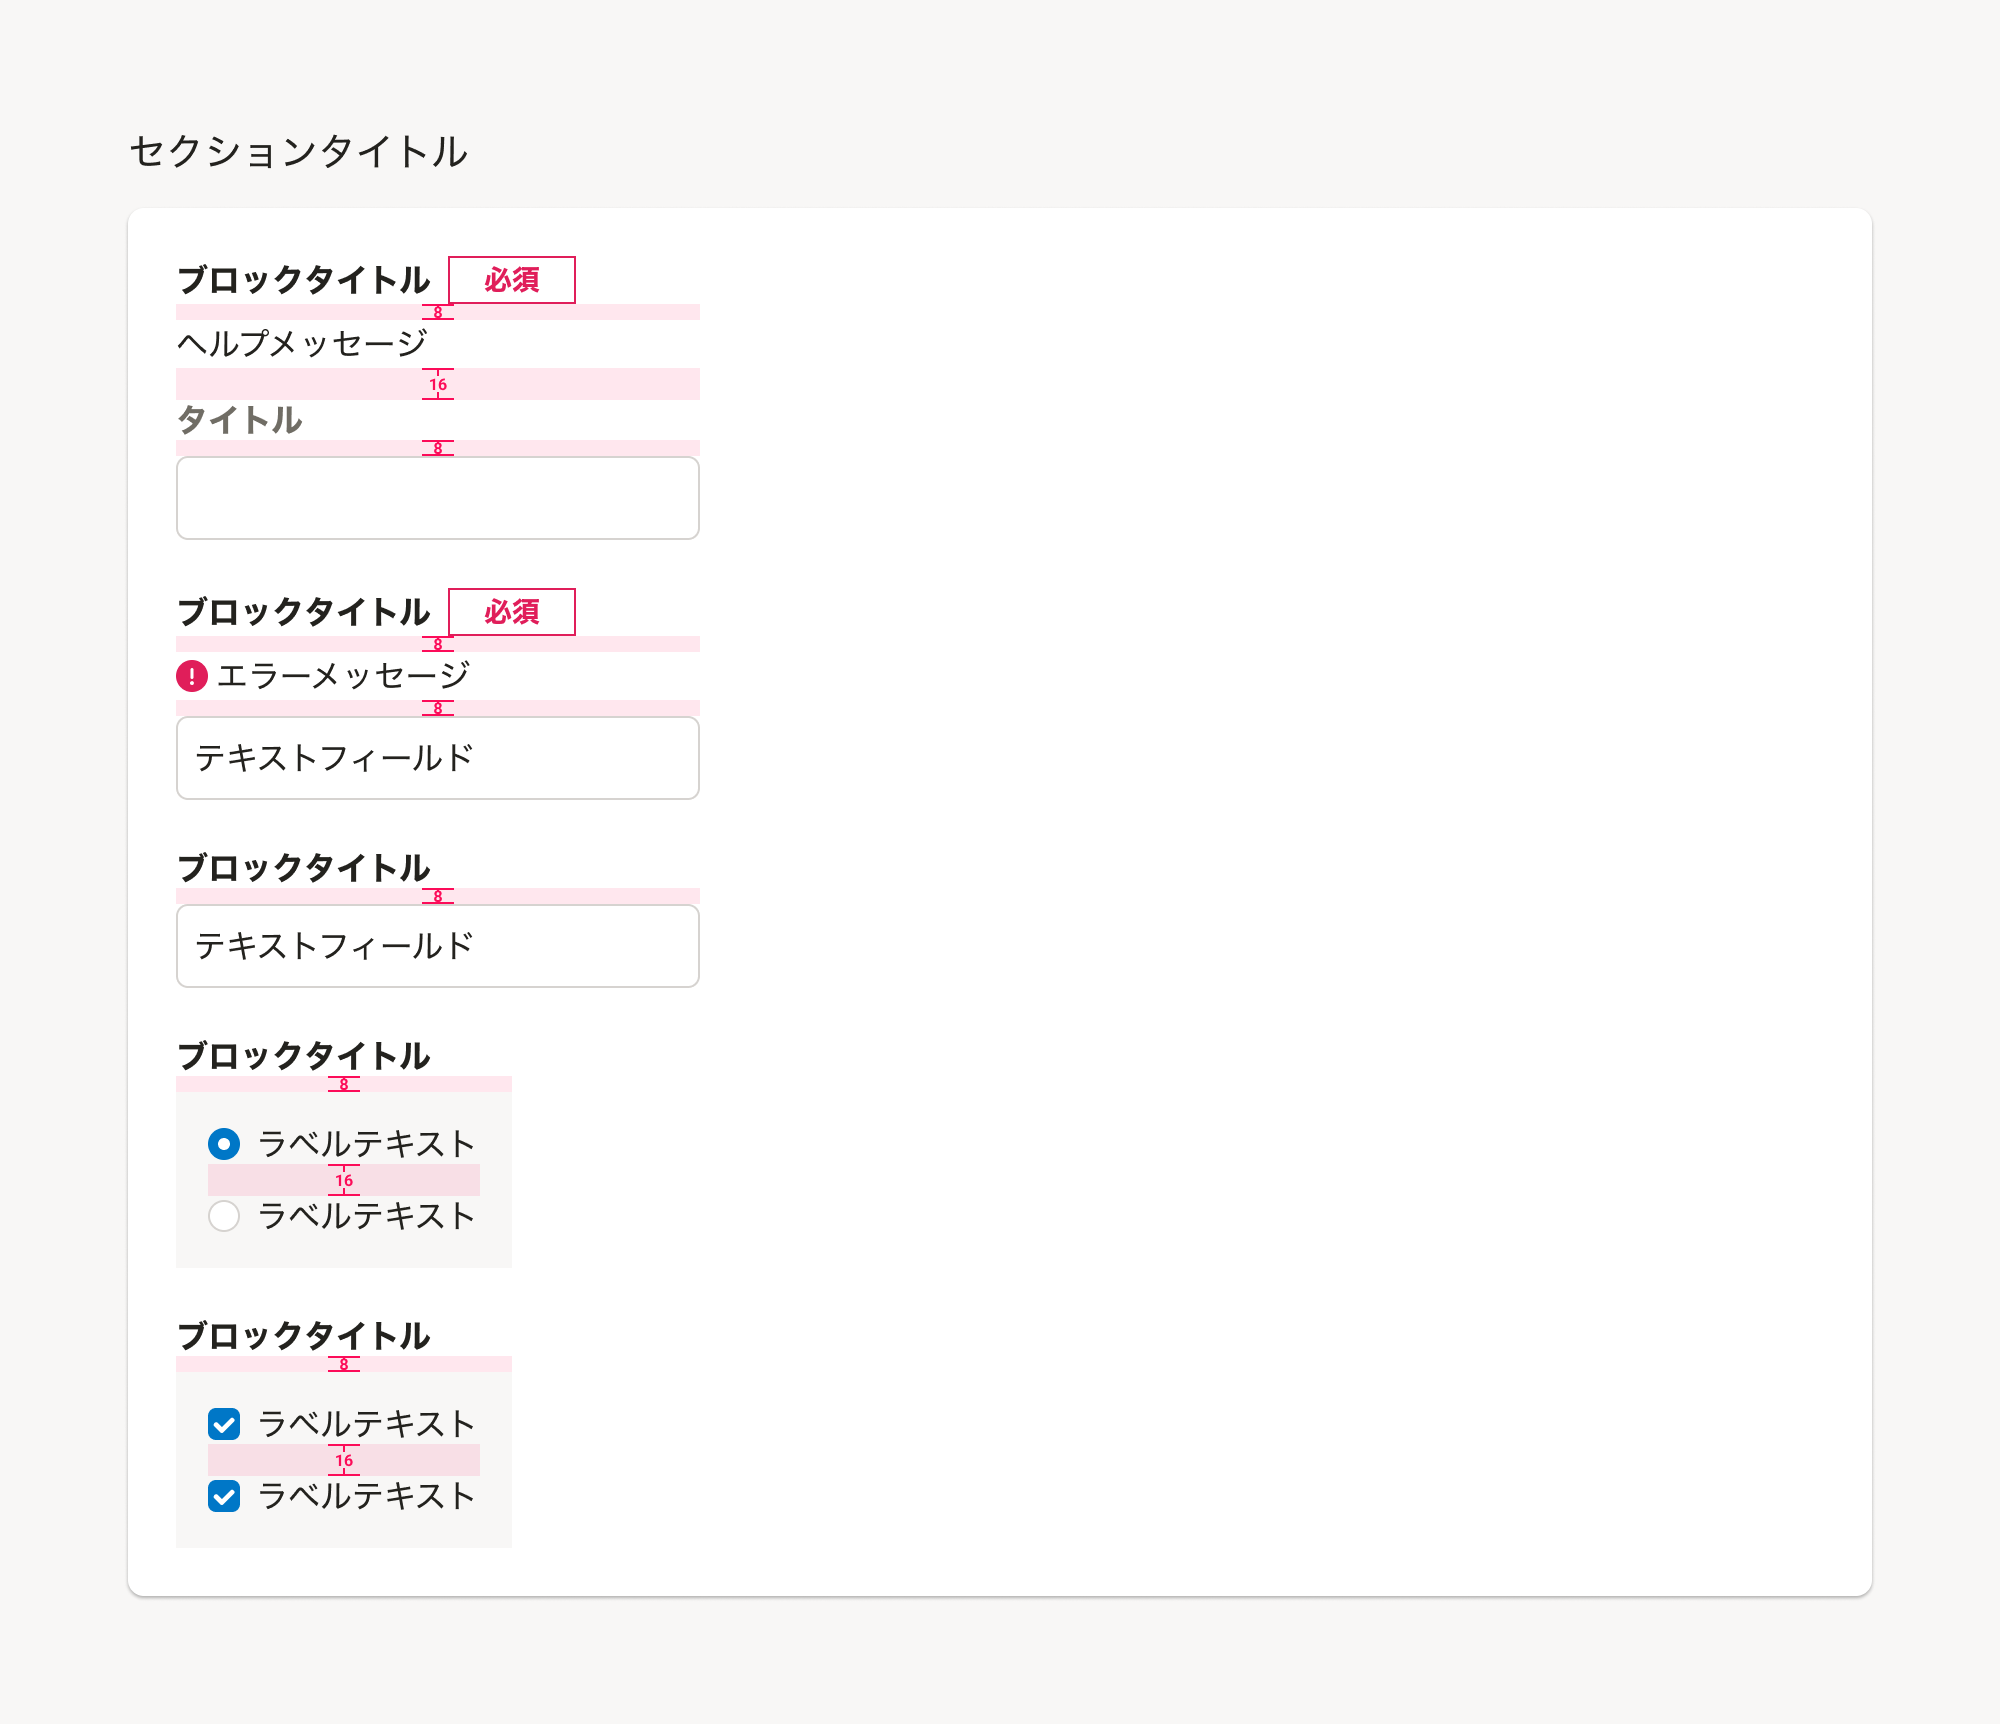 セクションタイトル
ブロックタイトル 必須
8
ヘルプメッセージ
16
タイトル
8
ブロックタイトル 必須
8
エラーメッセージ
8
テキストフィールド
ブロックタイトル
8
テキストフィールド
ブロックタイトル
8
ラベルテキスト
16
ラベルテキスト
ブロックタイトル
8
ラベルテキスト
16
ラベルテキスト